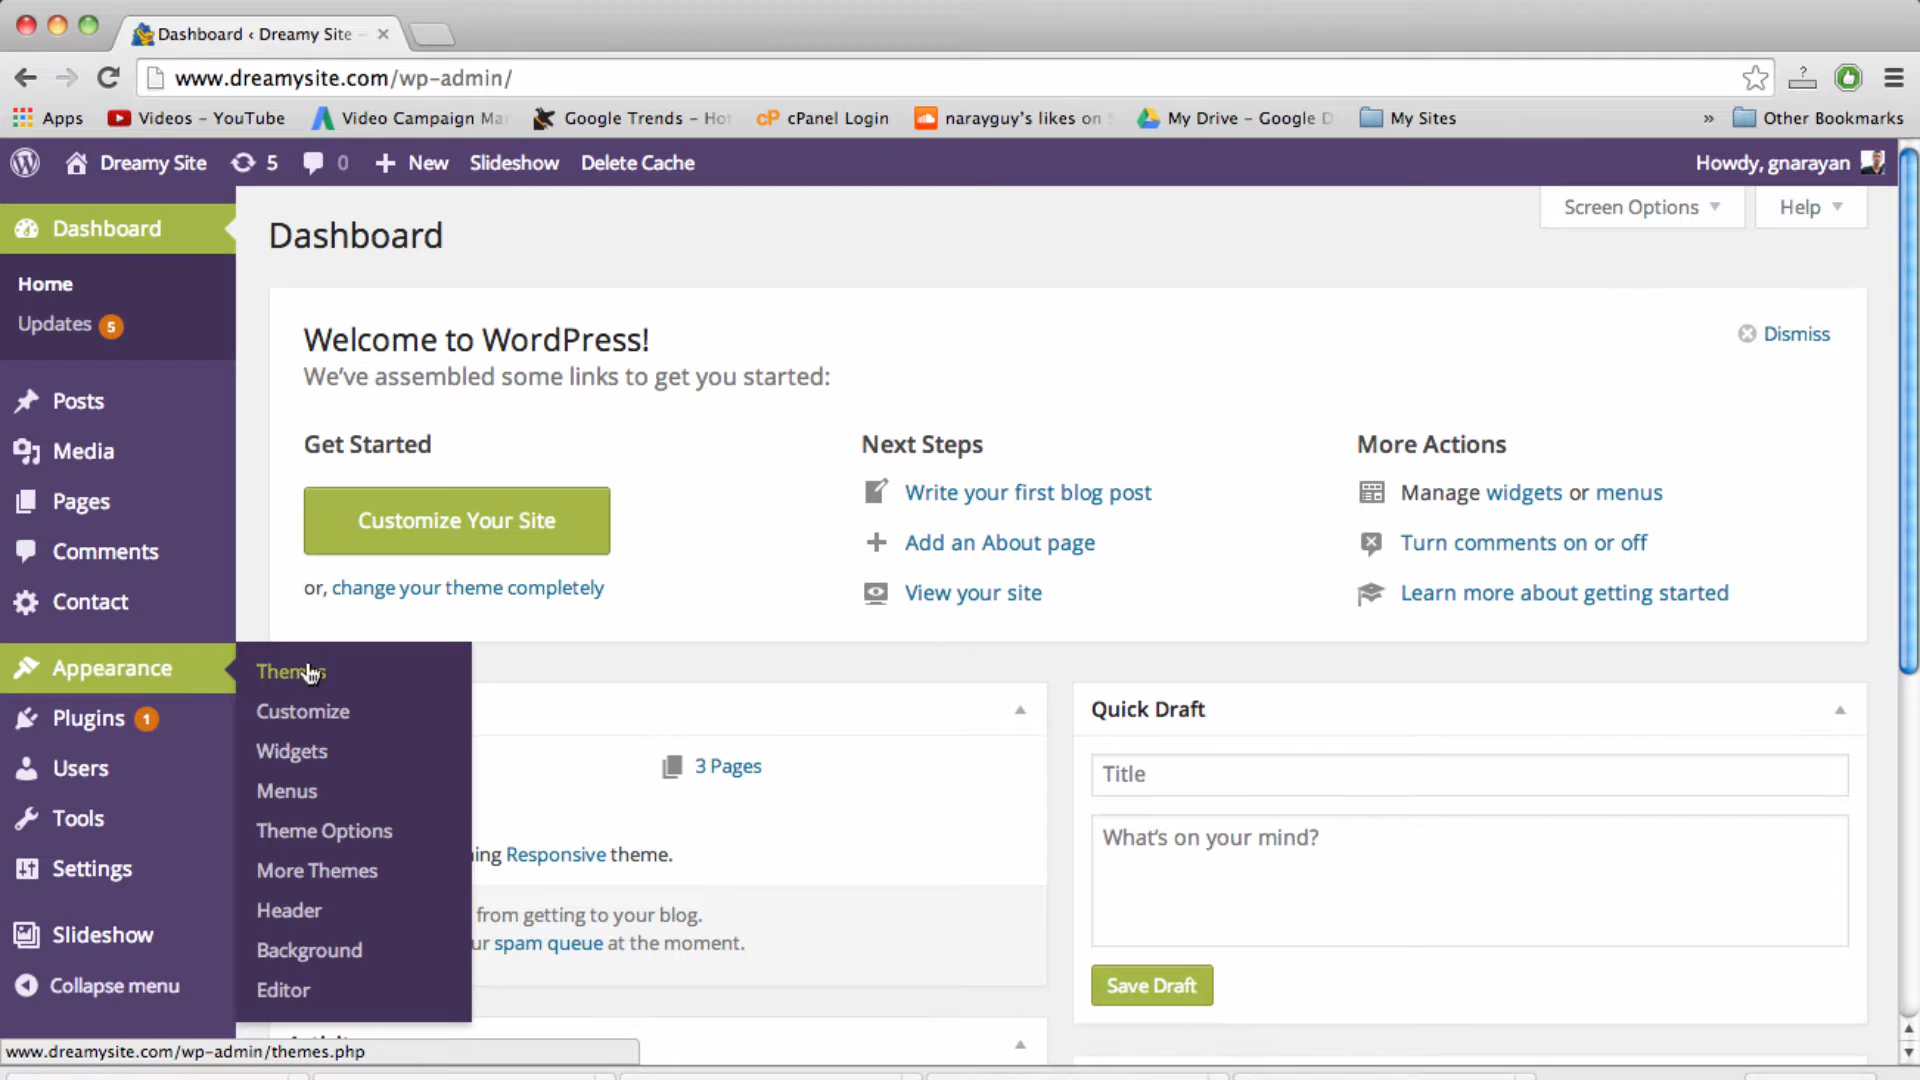 Dashboard ‹ Dreamy Site –
www.dreamysite.com/wp-admin/
Apps Videos – YouTube Video Campaign Google Trends – cPanel Login narayguy's likes on My Drive – Google My Sites » Other Bookmarks
Dreamy Site 5 0 New Slideshow Delete Cache Howdy, gnarayan
Screen Options Help
Dashboard
Home
Updates 5
Posts
Media
Pages
Comments
Contact
Appearance
Plugins 1
Users
Tools
Settings
Slideshow
Collapse menu
Themes
Customize
Widgets
Menus
Theme Options
More Themes
Header
Background
Editor
Dashboard
Welcome to WordPress!
Dismiss
We've assembled some links to get you started:
Get Started
Customize Your Site
or, change your theme completely
Next Steps
Write your first blog post
Add an About page
View your site
More Actions
Manage widgets or menus
Turn comments on or off
Learn more about getting started
3 Pages
Responsive theme.
from getting to your blog.
spam queue at the moment.
Quick Draft
Title
What's on your mind?
Save Draft
www.dreamysite.com/wp-admin/themes.php